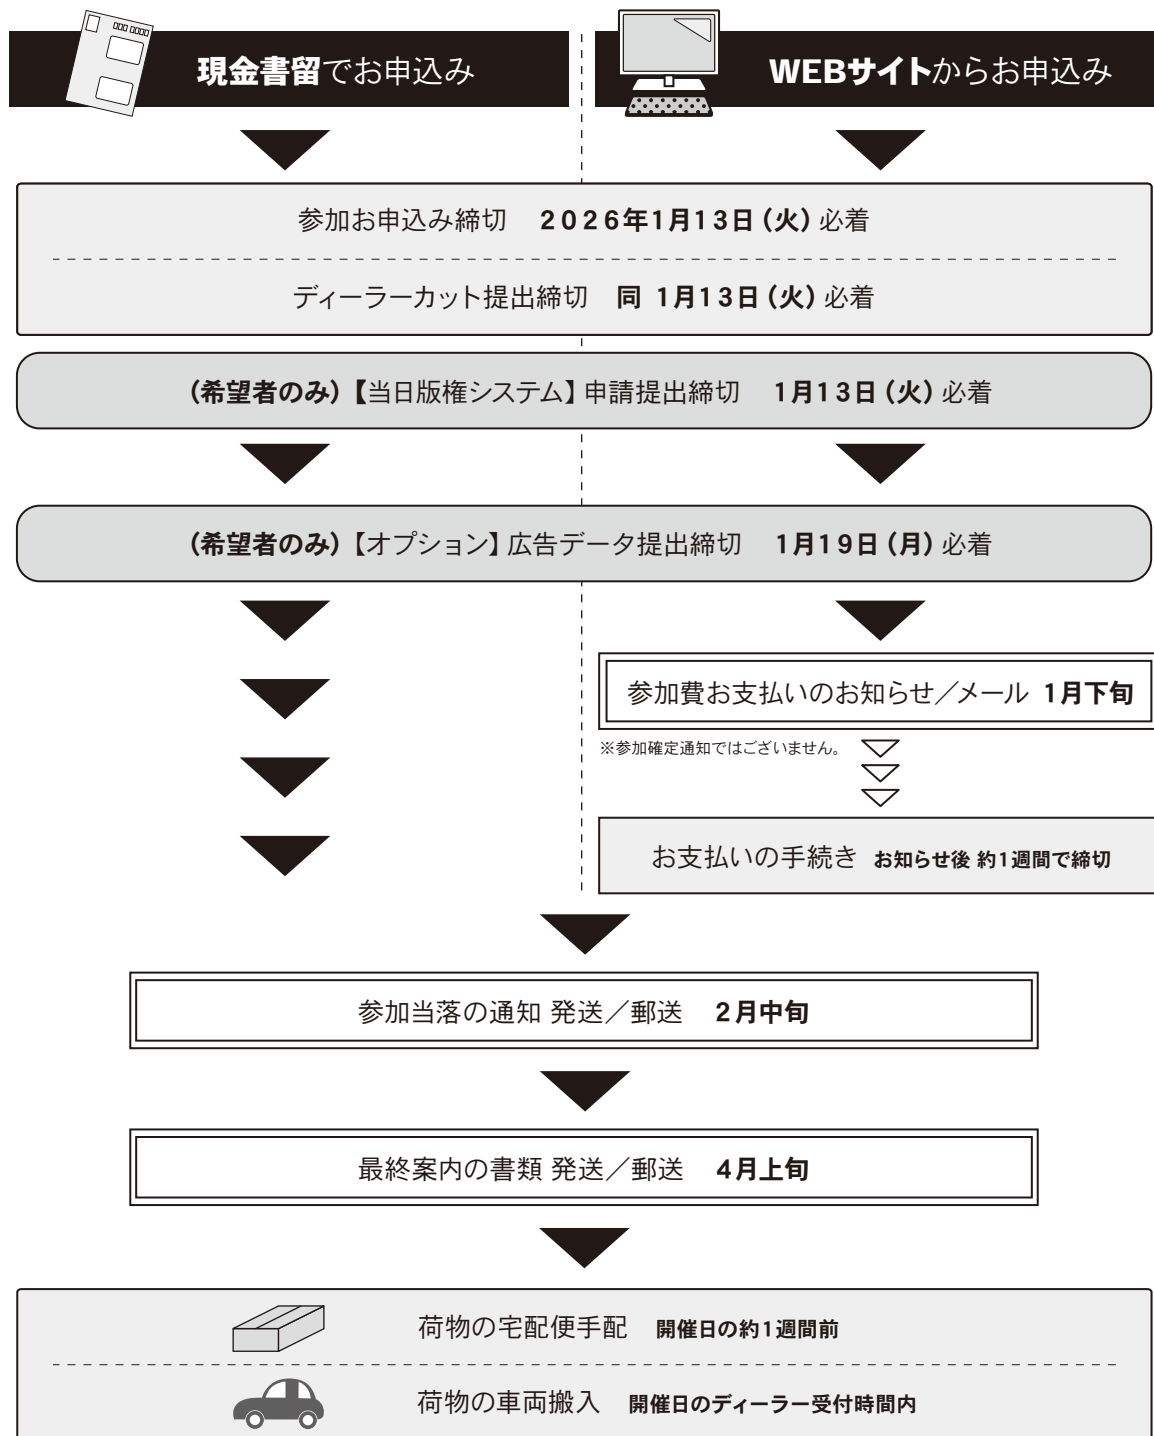 現金書留でお申込み
WEBサイトからお申込み
参加お申込み締切　2026年1月13日（火）必着
ディーラーカット提出締切　同 1月13日（火）必着
（希望者のみ）【当日版権システム】申請提出締切　1月13日（火）必着
（希望者のみ）【オプション】広告データ提出締切　1月19日（月）必着
参加費お支払いのお知らせ／メール 1月下旬
※参加確定通知ではございません。
お支払いの手続き お知らせ後 約1週間で締切
参加当落の通知 発送／郵送　2月中旬
最終案内の書類 発送／郵送　4月上旬
荷物の宅配便手配　開催日の約1週間前
荷物の車両搬入　開催日のディーラー受付時間内